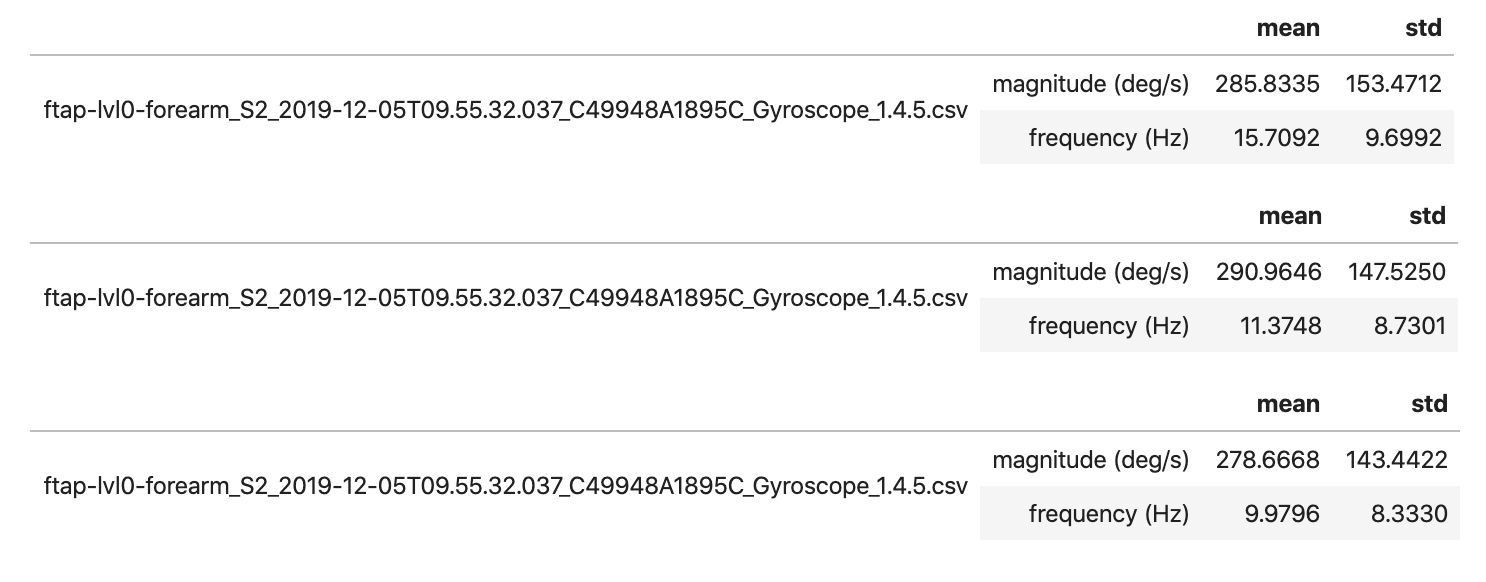 mean std
magnitude (deg/s) 285.8335 153.4712
ftap-lvl0-forearm_S2_2019-12-05T09.55.32.037_C49948A1895C_Gyroscope_1.4.5.csv
frequency (Hz) 15.7092 9.6992
mean std
magnitude (deg/s) 290.9646 147.5250
ftap-lvl0-forearm_S2_2019-12-05T09.55.32.037_C49948A1895C_Gyroscope_1.4.5.csv
frequency (Hz) 11.3748 8.7301
mean std
magnitude (deg/s) 278.6668 143.4422
ftap-lvl0-forearm_S2_2019-12-05T09.55.32.037_C49948A1895C_Gyroscope_1.4.5.csv
frequency (Hz) 9.9796 8.3330